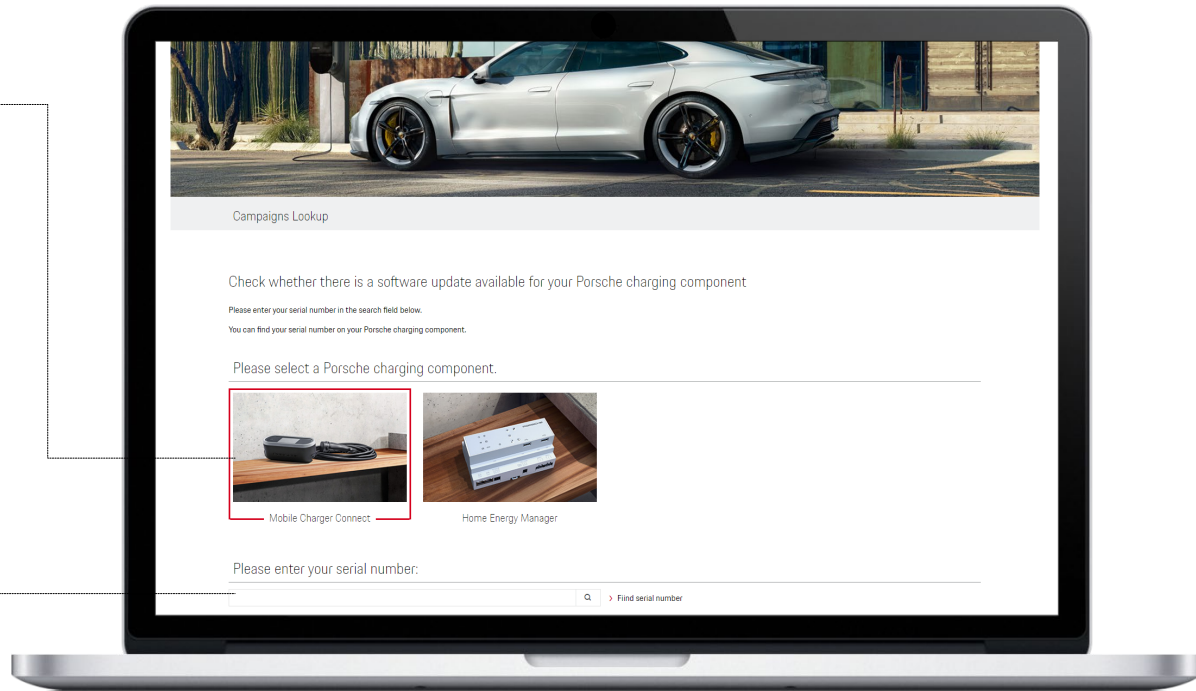 Campaigns Lookup
Check whether there is a software update available for your Porsche charging component
Please enter your serial number in the search field below.
You can find your serial number on your Porsche charging component.
Please select a Porsche charging component.
Mobile Charger Connect
Home Energy Manager
Please enter your serial number:
Fiind serial number